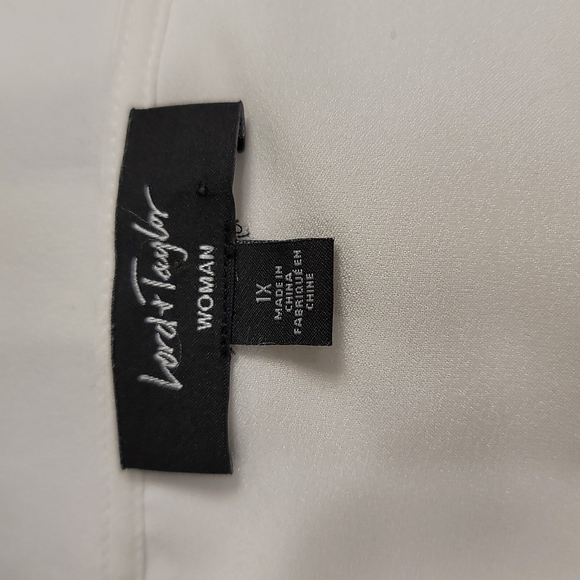 Lord & Taylor
WOMAN
1X
MADE IN
CHINA
FABRIQUÉ EN
CHINE